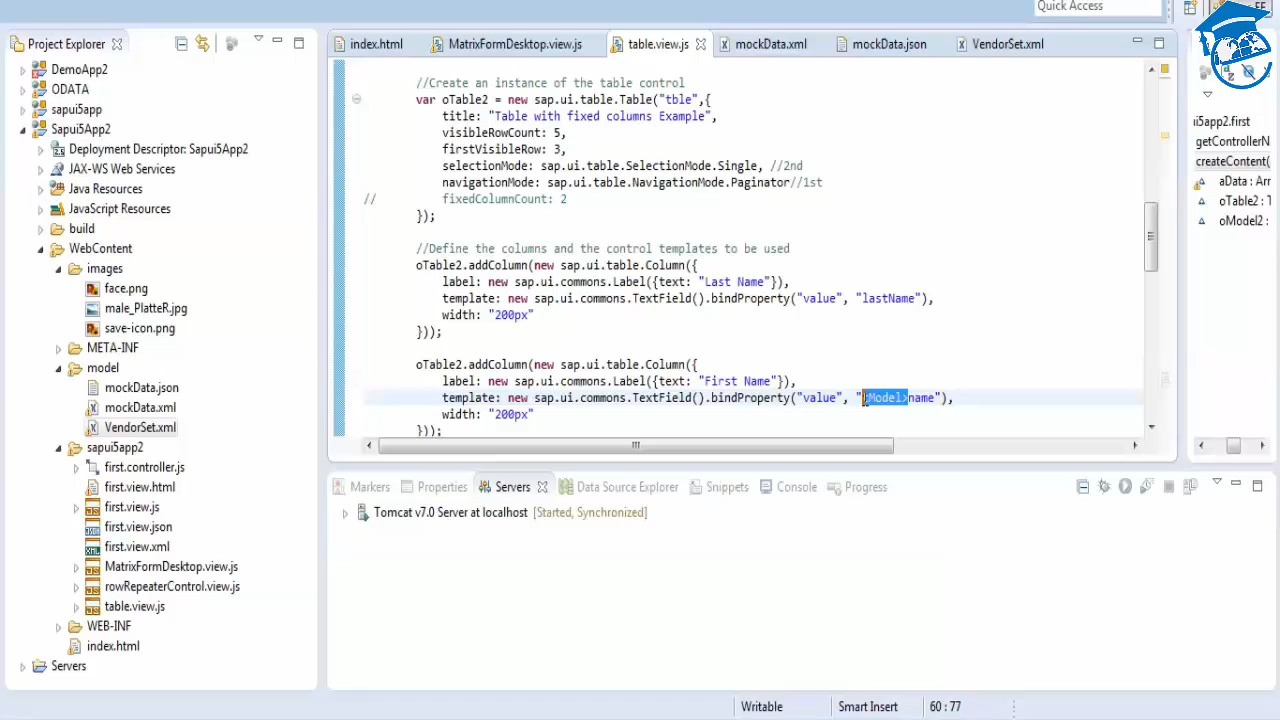 Quick Access
Project Explorer
index.html
MatrixFormDesktop.view.js
table.view.js
mockData.xml
mockData.json
VendorSet.xml
DemoApp2
ODATA
sapui5app
Sapui5App2
Deployment Descriptor: Sapui5App2
JAX-WS Web Services
Java Resources
JavaScript Resources
build
WebContent
images
face.png
male_PlatteR.jpg
save-icon.png
META-INF
model
mockData.json
mockData.xml
VendorSet.xml
sapui5app2
first.controller.js
first.view.html
first.view.js
first.view.json
first.view.xml
MatrixFormDesktop.view.js
rowRepeaterControl.view.js
table.view.js
WEB-INF
index.html
Servers
//Create an instance of the table control
var oTable2 = new sap.ui.table.Table("tble",{
title: "Table with fixed columns Example",
visibleRowCount: 5,
firstVisibleRow: 3,
selectionMode: sap.ui.table.SelectionMode.Single, //2nd
navigationMode: sap.ui.table.NavigationMode.Paginator//1st
// fixedColumnCount: 2
});
//Define the columns and the control templates to be used
oTable2.addColumn(new sap.ui.table.Column({
label: new sap.ui.commons.Label({text: "Last Name"}),
template: new sap.ui.commons.TextField().bindProperty("value", "lastName"),
width: "200px"
}));
oTable2.addColumn(new sap.ui.table.Column({
label: new sap.ui.commons.Label({text: "First Name"}),
template: new sap.ui.commons.TextField().bindProperty("value",
width: "200px"
}));
ui5app2.first
getControllerN
createContent(
aData : Arr
oTable2 : T
oModel2 :
Markers
Properties
Servers
Data Source Explorer
Snippets
Console
Progress
Tomcat v7.0 Server at localhost [Started, Synchronized]
Writable
Smart Insert
60 : 77